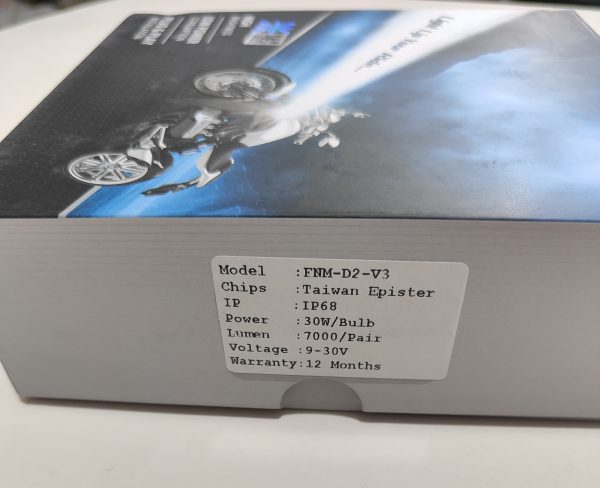 Light Up Your Ride...
Model :FNM-D2-V3
Chips :Taiwan Epister
IP :IP68
Power :30W/Bulb
Lumen :7000/Pair
Voltage :9-30V
Warranty:12 Months